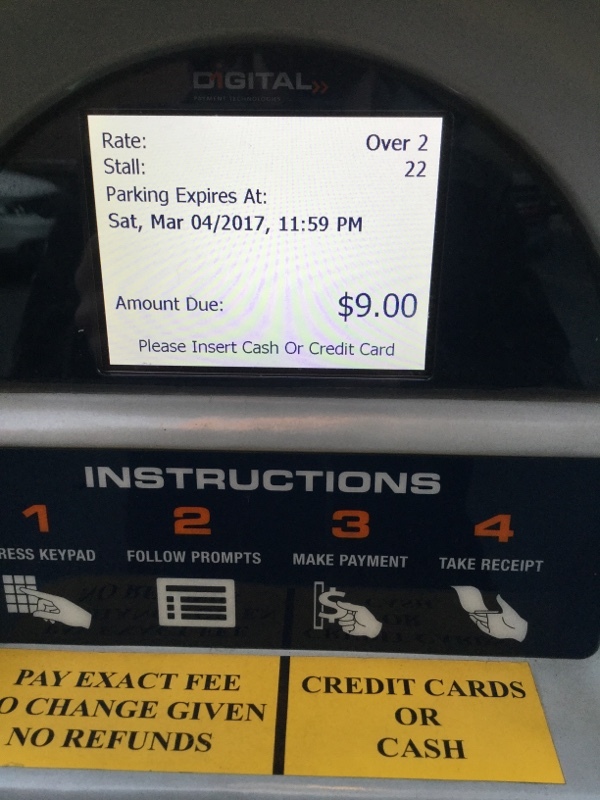 DIGITAL
PAYMENT TECHNOLOGIES
Rate: Over 2
Stall: 22
Parking Expires At:
Sat, Mar 04/2017, 11:59 PM
Amount Due: $9.00
Please Insert Cash Or Credit Card
INSTRUCTIONS
1 2 3 4
RESS KEYPAD FOLLOW PROMPTS MAKE PAYMENT TAKE RECEIPT
$
PAY EXACT FEE
O CHANGE GIVEN
NO REFUNDS
CREDIT CARDS
OR
CASH